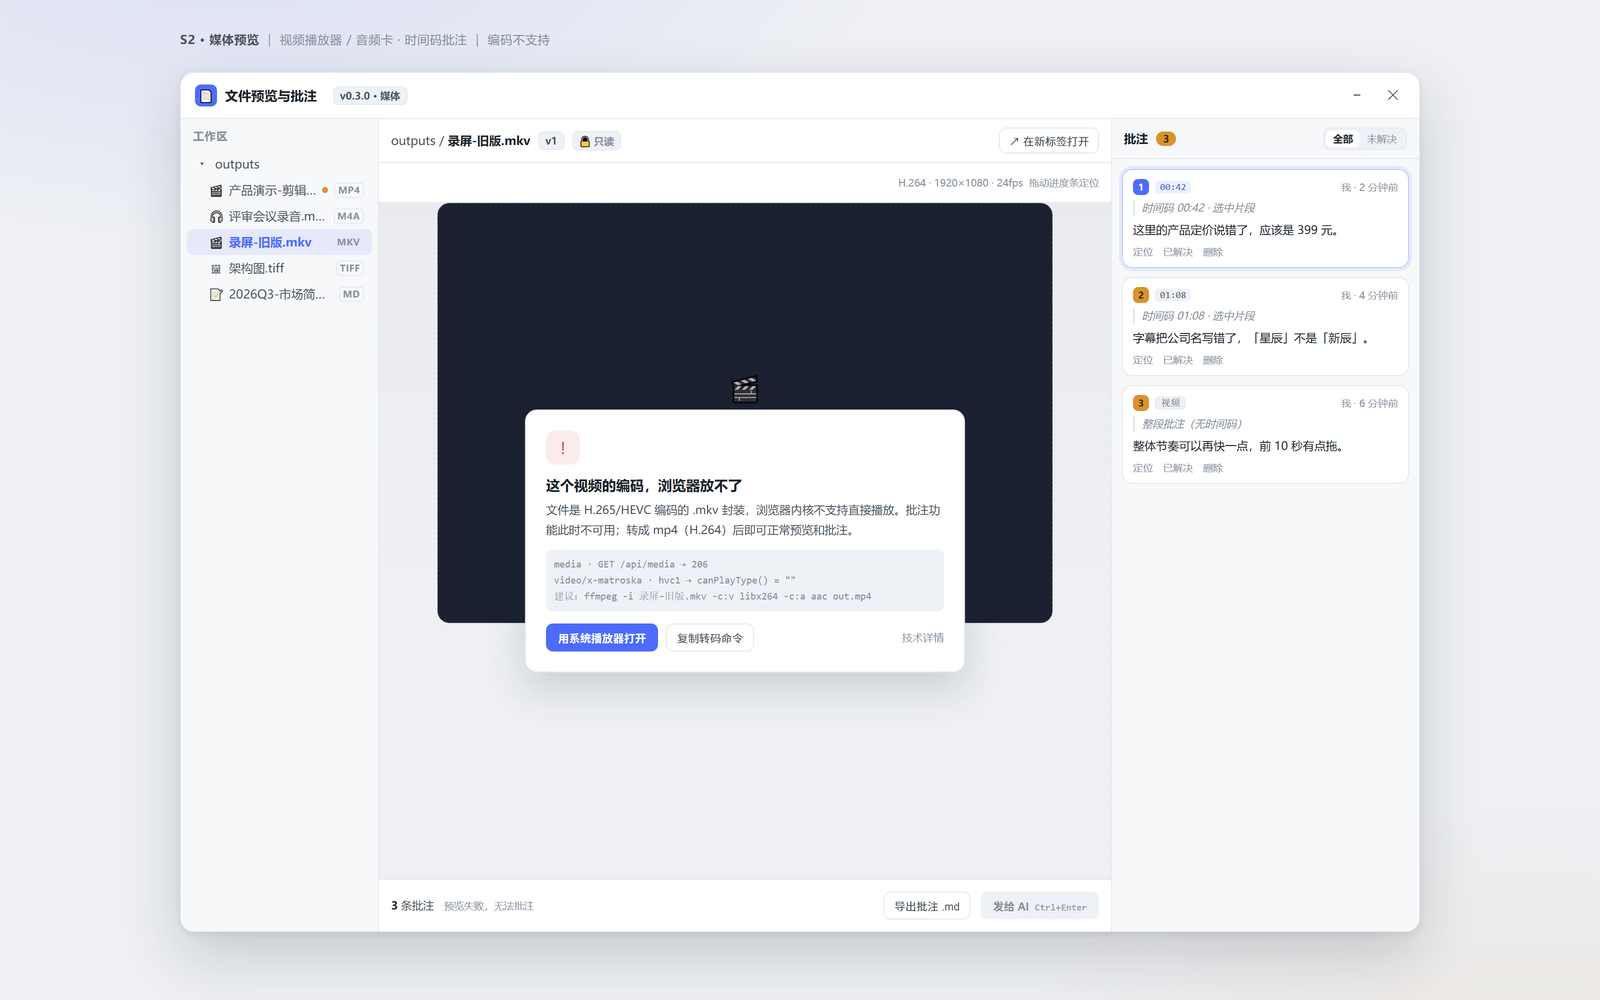 S2 • 媒体预览 | 视频播放器 / 音频卡 · 时间码批注 | 编码不支持
文件预览与批注 v0.3.0 • 媒体
工作区
outputs
产品演示-剪辑... MP4
评审会议录音.m... M4A
录屏-旧版.mkv MKV
架构图.tiff TIFF
2026Q3-市场简... MD
outputs / 录屏-旧版.mkv v1 只读
↗ 在新标签打开
H.264 · 1920×1080 · 24fps 拖动进度条定位
!
这个视频的编码，浏览器放不了
文件是 H.265/HEVC 编码的 .mkv 封装，浏览器内核不支持直接播放。批注功
能此时不可用；转成 mp4（H.264）后即可正常预览和批注。
media · GET /api/media → 206
video/x-matroska · hvc1 → canPlayType() = ""
建议: ffmpeg -i 录屏-旧版.mkv -c:v libx264 -c:a aac out.mp4
用系统播放器打开 复制转码命令 技术详情
3 条批注 预览失败，无法批注
导出批注 .md 发给 AI Ctrl+Enter
批注 3 全部 未解决
1 00:42 我 · 2 分钟前
时间码 00:42 · 选中片段
这里的产品定价说错了，应该是 399 元。
定位 已解决 删除
2 01:08 我 · 4 分钟前
时间码 01:08 · 选中片段
字幕把公司名写错了，「星辰」不是「新辰」。
定位 已解决 删除
3 视频 我 · 6 分钟前
整段批注（无时间码）
整体节奏可以再快一点，前 10 秒有点拖。
定位 已解决 删除